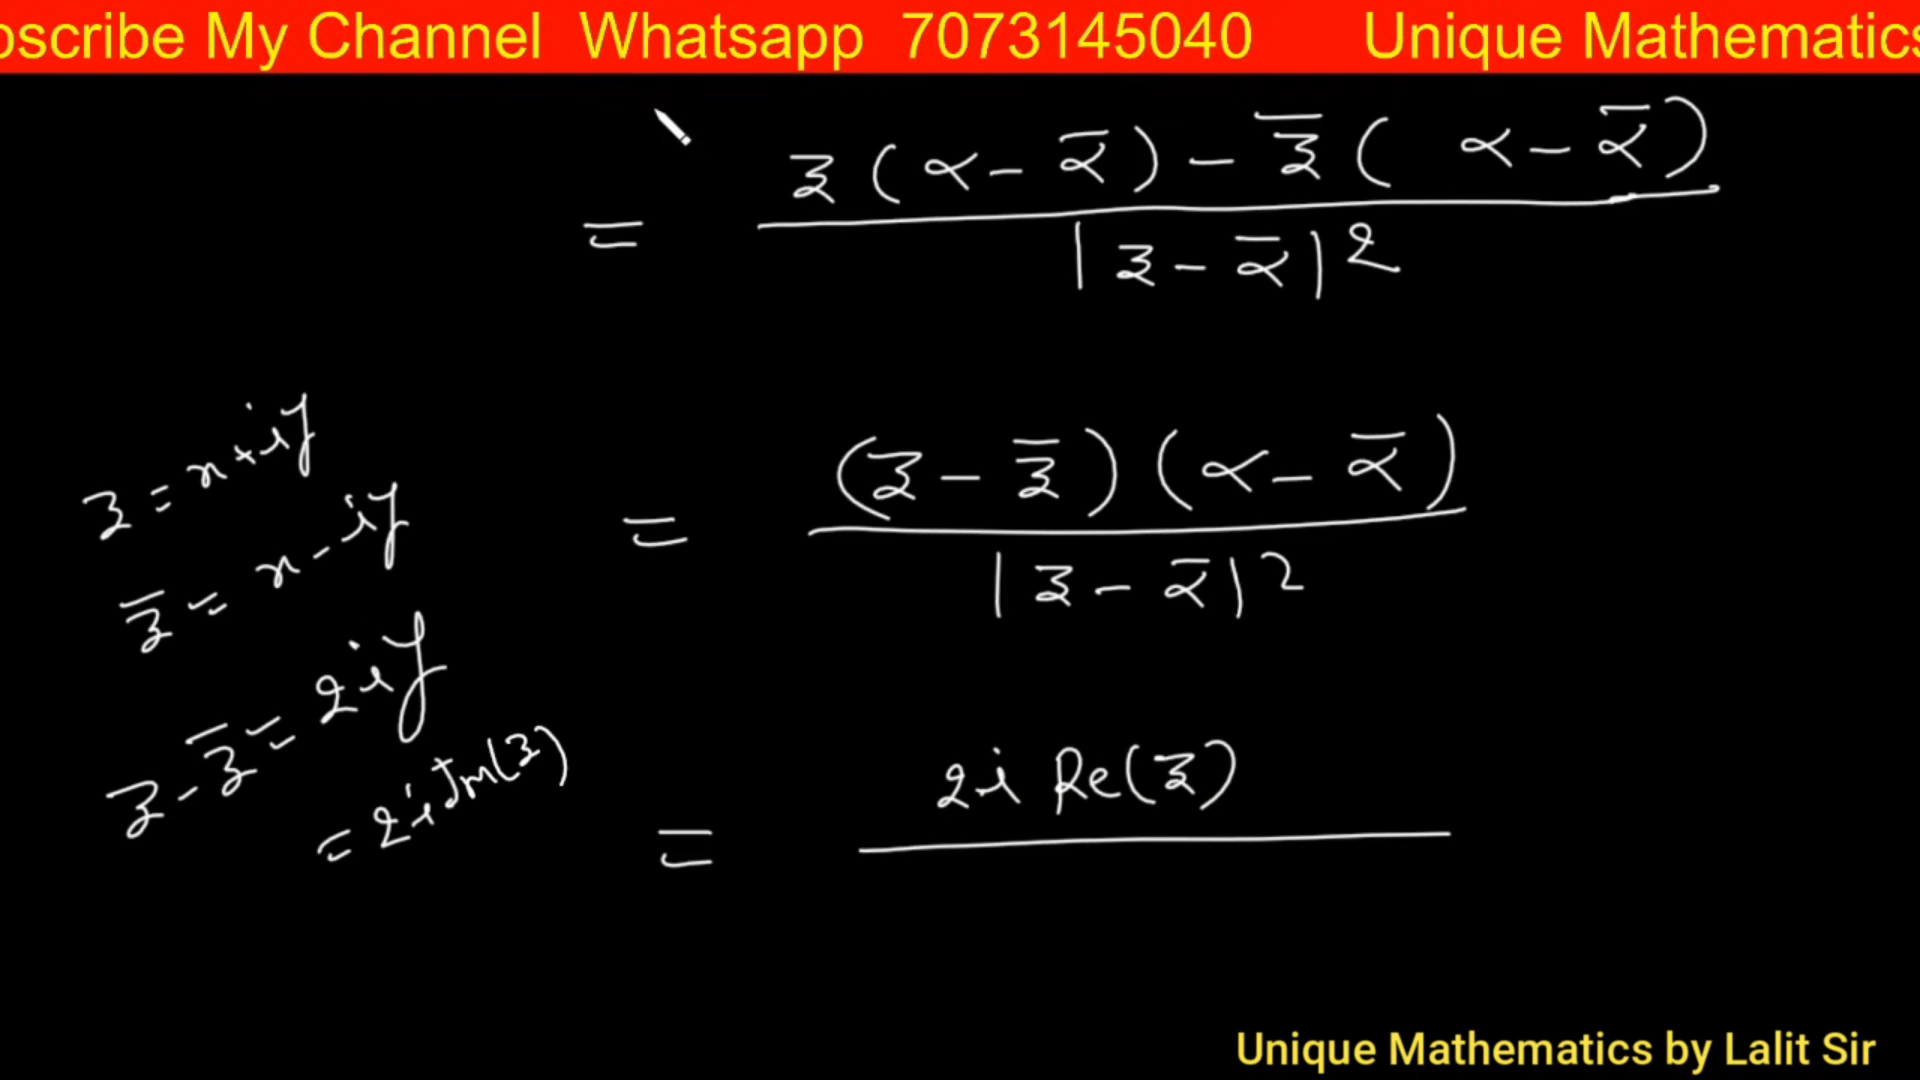 bscribe My Channel Whatsapp 7073145040 Unique Mathematics
= z(α - ᾱ) - z̄(α - ᾱ) / |z - ᾱ|²
z = x + iy
z̄ = x - iy
z - z̄ = 2iy
= 2i Im(z)
= (z - z̄)(α - ᾱ) / |z - ᾱ|²
= 2i Re(z)
Unique Mathematics by Lalit Sir